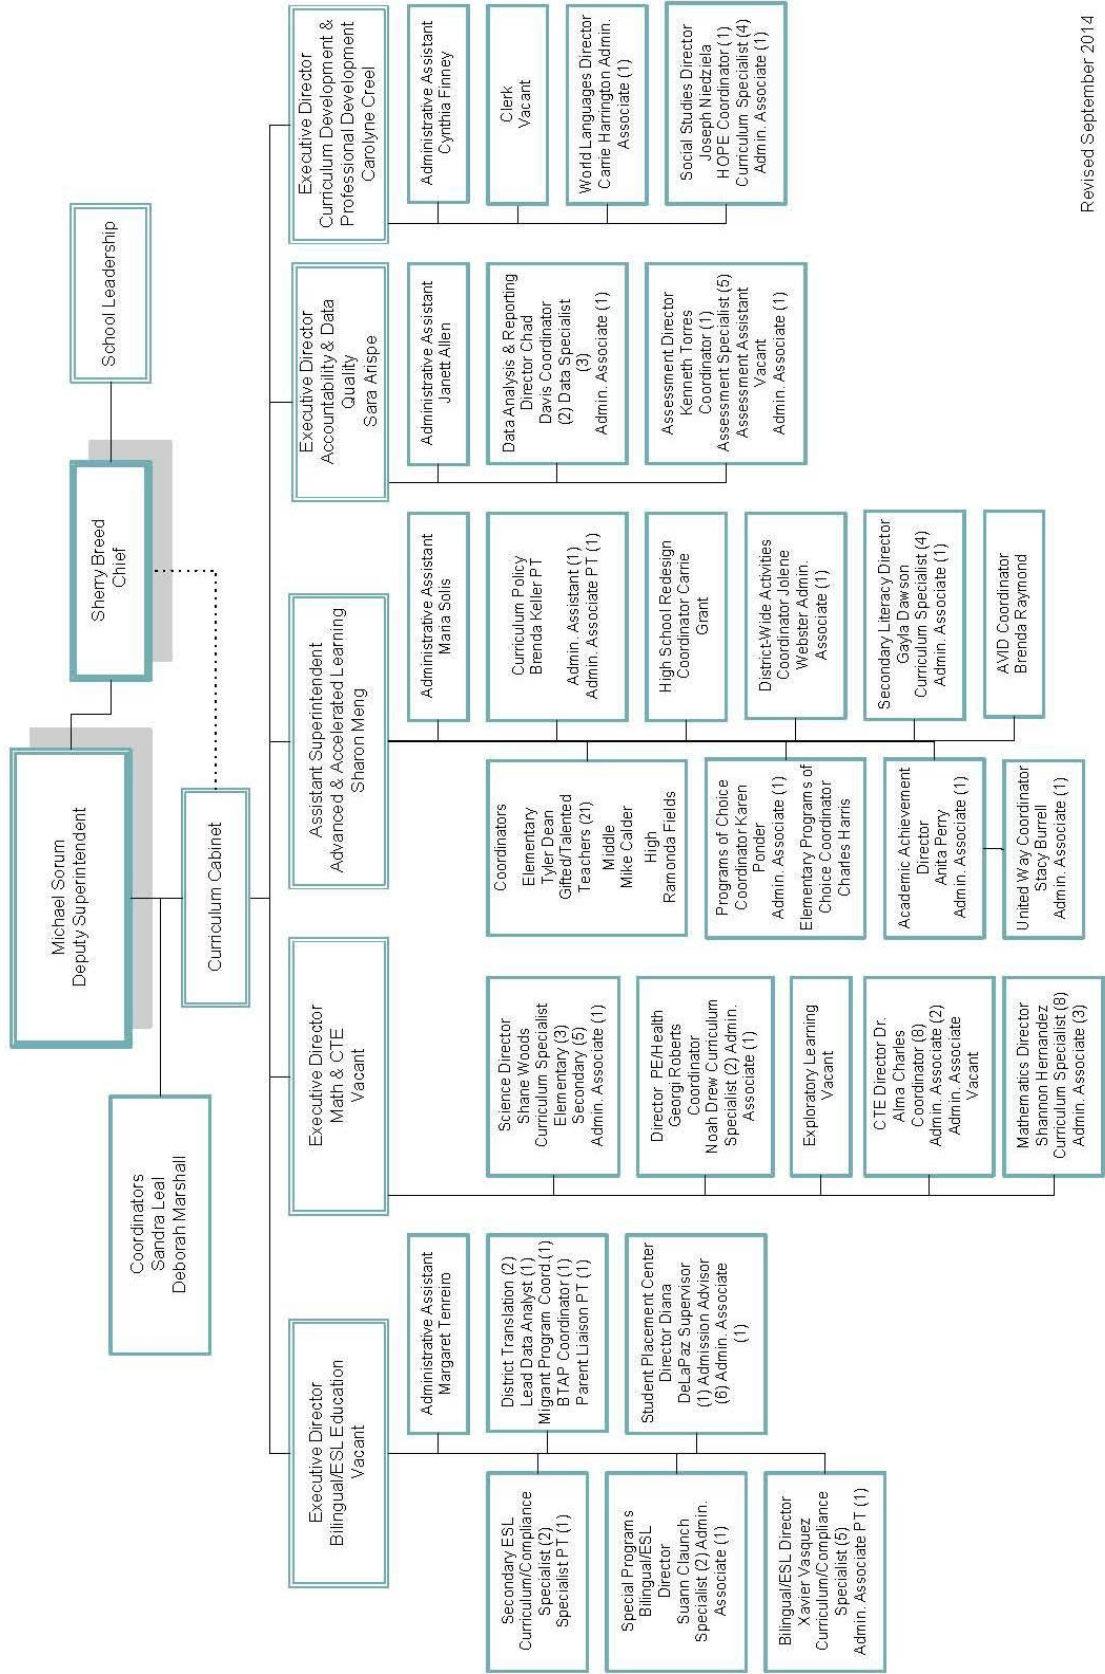 Michael Sorum
Deputy Superintendent
Sherry Breed
Chief
School Leadership
Coordinators
Sandra Leal
Deborah Marshall
Curriculum Cabinet
Executive Director
Bilingual/ESL Education
Vacant
Administrative Assistant
Margaret Tenreiro
District Translation (2)
Lead Data Analyst (1)
Migrant Program Coord.(1)
BTAP Coordinator (1)
Parent Liaison PT (1)
Student Placement Center
Director Diana
DeLaPaz Supervisor
(1) Admission Advisor
(6) Admin. Associate
(1)
Secondary ESL
Curriculum/Compliance
Specialist (2)
Specialist PT (1)
Special Programs
Bilingual/ESL
Director
Suann Claunch
Specialist (2) Admin.
Associate (1)
Bilingual/ESL Director
Xavier Vasquez
Curriculum/Compliance
Specialist (5)
Admin. Associate PT (1)
Executive Director
Math & CTE
Vacant
Science Director
Shane Woods
Curriculum Specialist
Elementary (3)
Secondary (5)
Admin. Associate (1)
Director PE/Health
Georgi Roberts
Coordinator
Noah Drew Curriculum
Specialist (2) Admin.
Associate (1)
Exploratory Learning
Vacant
CTE Director Dr.
Alma Charles
Coordinator (8)
Admin. Associate (2)
Admin. Associate
Vacant
Mathematics Director
Shannon Hernandez
Curriculum Specialist (8)
Admin. Associate (3)
Assistant Superintendent
Advanced & Accelerated Learning
Sharon Meng
Administrative Assistant
Maria Solis
Coordinators
Elementary
Tyler Dean
Gifted/Talented
Teachers (21)
Middle
Mike Calder
High
Ramonda Fields
Curriculum Policy
Brenda Keller PT
Admin. Assistant (1)
Admin. Associate PT (1)
High School Redesign
Coordinator Carrie
Grant
Programs of Choice
Coordinator Karen
Ponder
Admin. Associate (1)
Elementary Programs of
Choice Coordinator
Charles Harris
District-Wide Activities
Coordinator Jolene
Webster Admin.
Associate (1)
Academic Achievement
Director
Anita Perry
Admin. Associate (1)
Secondary Literacy Director
Gayla Dawson
Curriculum Specialist (4)
Admin. Associate (1)
United Way Coordinator
Stacy Burrell
Admin. Associate (1)
AVID Coordinator
Brenda Raymond
Executive Director
Accountability & Data
Quality
Sara Arispe
Administrative Assistant
Janett Allen
Data Analysis & Reporting
Director Chad
Davis Coordinator
(2) Data Specialist
(3)
Admin. Associate (1)
Assessment Director
Kenneth Torres
Coordinator (1)
Assessment Specialist (5)
Assessment Assistant
Vacant
Admin. Associate (1)
Executive Director
Curriculum Development &
Professional Development
Carolyne Creel
Administrative Assistant
Cynthia Finney
Clerk
Vacant
World Languages Director
Carrie Harrington Admin.
Associate (1)
Social Studies Director
Joseph Niedziela
HOPE Coordinator (1)
Curriculum Specialist (4)
Admin. Associate (1)
Revised September 2014